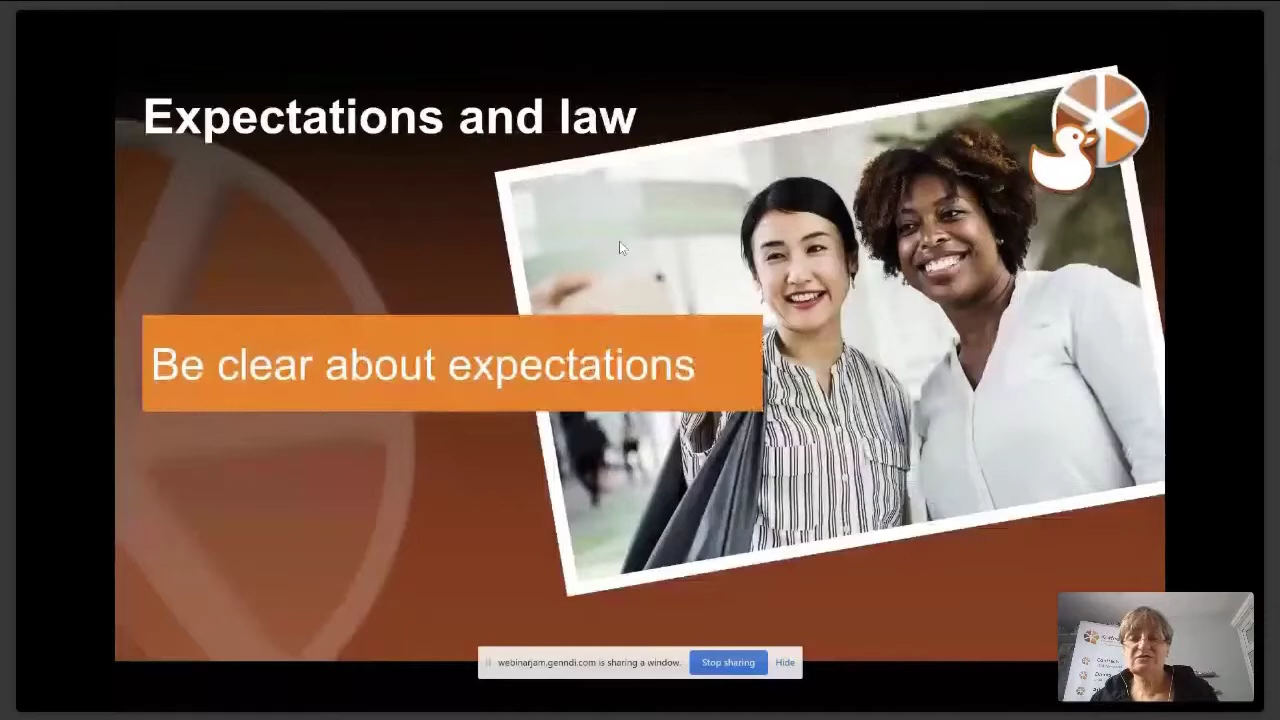 Expectations and law
Be clear about expectations
webinarjam.genndi.com is sharing a window.
Stop sharing
Hide